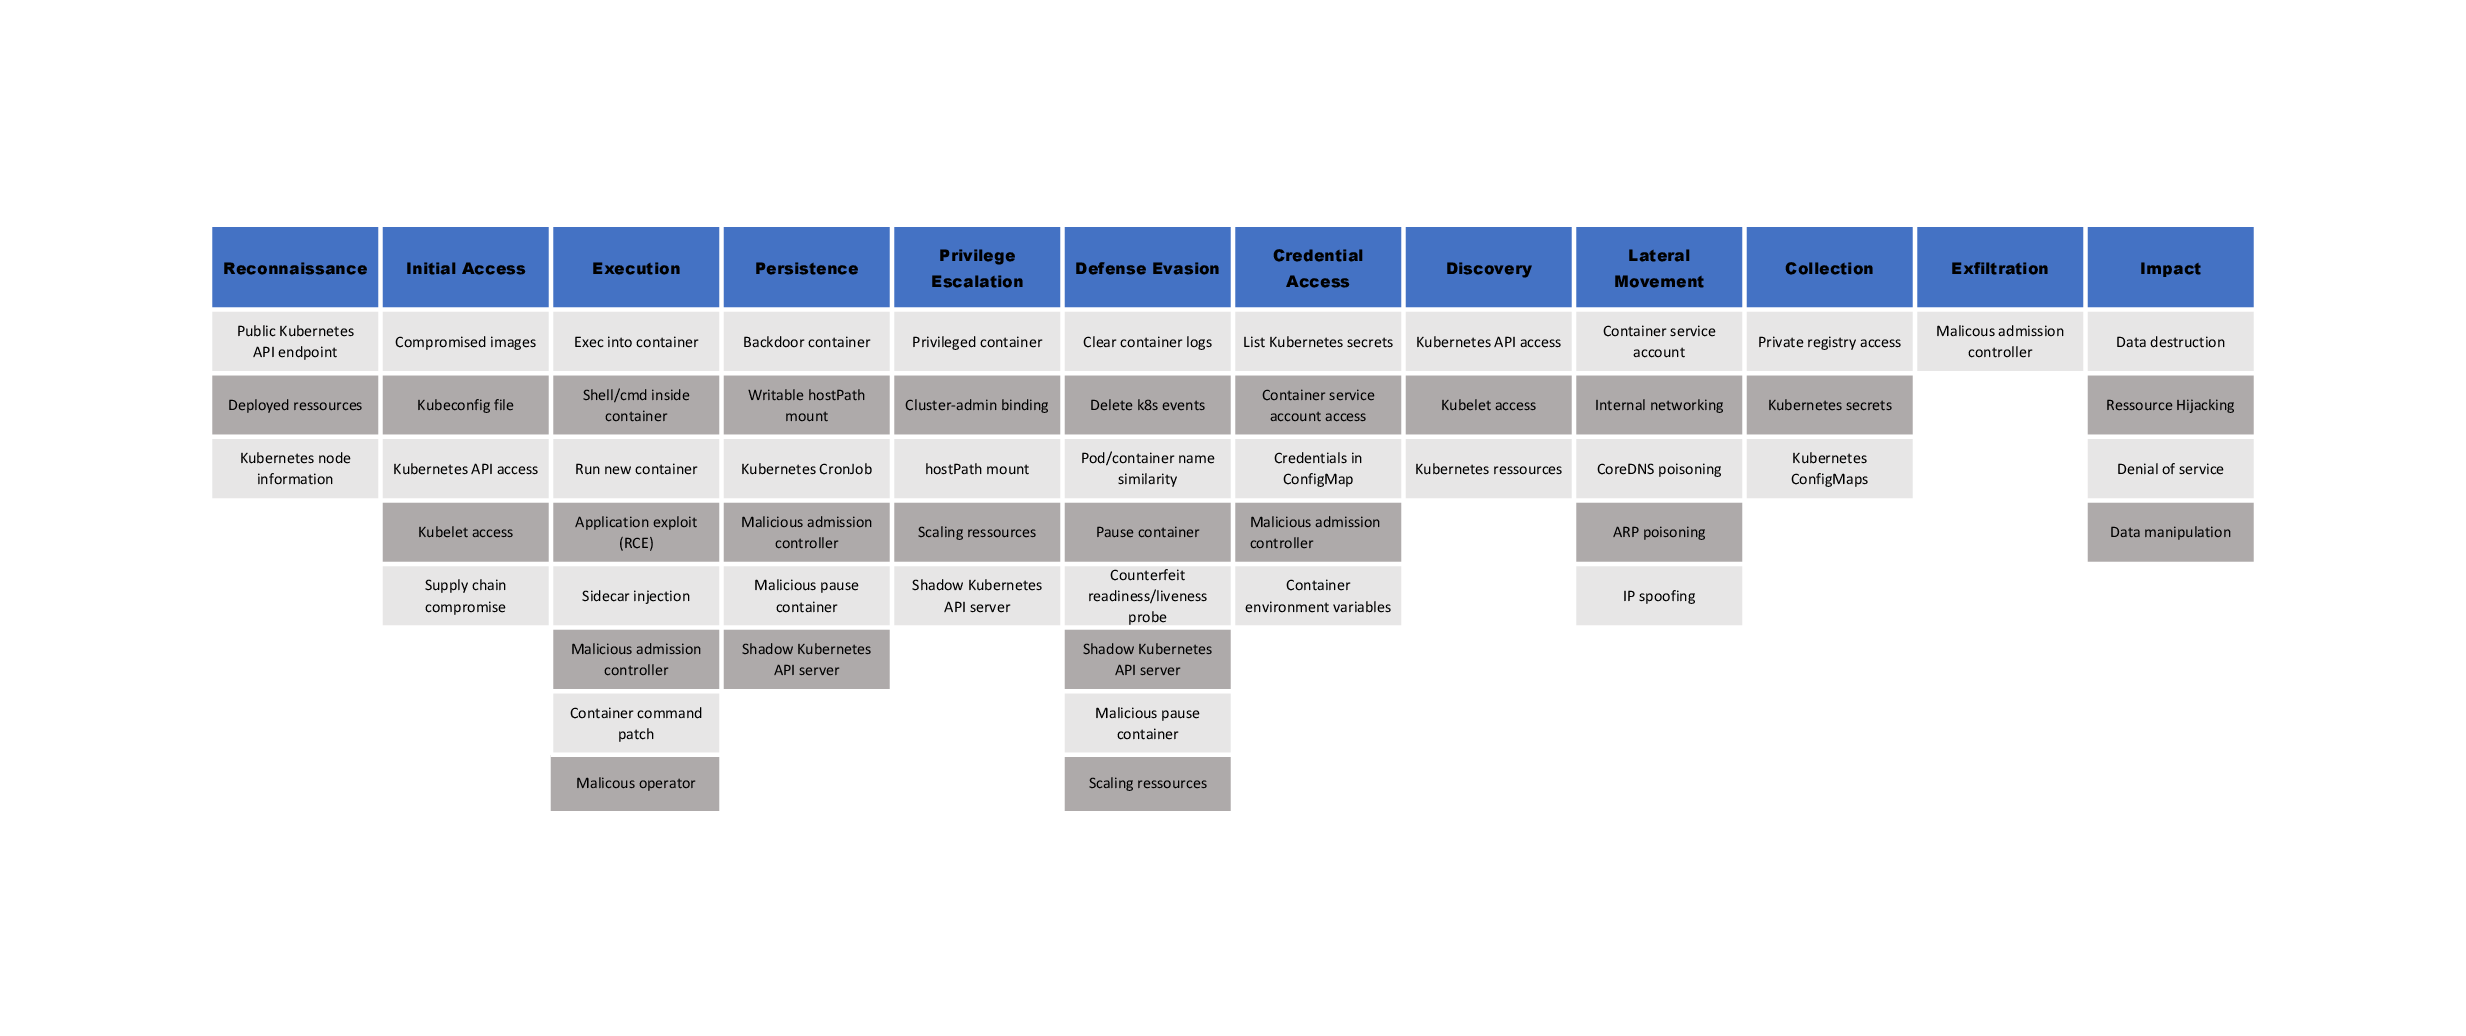 Reconnaissance
Initial Access
Execution
Persistence
Privilege
Escalation
Defense Evasion
Credential
Access
Discovery
Lateral
Movement
Collection
Exfiltration
Impact
Public Kubernetes
API endpoint
Compromised images
Exec into container
Backdoor container
Privileged container
Clear container logs
List Kubernetes secrets
Kubernetes API access
Container service
account
Private registry access
Malicous admission
controller
Data destruction
Deployed ressources
Kubeconfig file
Shell/cmd inside
container
Writable hostPath
mount
Cluster-admin binding
Delete k8s events
Container service
account access
Kubelet access
Internal networking
Kubernetes secrets
Ressource Hijacking
Kubernetes node
information
Kubernetes API access
Run new container
Kubernetes CronJob
hostPath mount
Pod/container name
similarity
Credentials in
ConfigMap
Kubernetes ressources
CoreDNS poisoning
Kubernetes
ConfigMaps
Denial of service
Kubelet access
Application exploit
(RCE)
Malicious admission
controller
Scaling ressources
Pause container
Malicious admission
controller
ARP poisoning
Data manipulation
Supply chain
compromise
Sidecar injection
Malicious pause
container
Shadow Kubernetes
API server
Counterfeit
readiness/liveness
probe
Container
environment variables
IP spoofing
Malicious admission
controller
Shadow Kubernetes
API server
Shadow Kubernetes
API server
Container command
patch
Malicious pause
container
Malicous operator
Scaling ressources